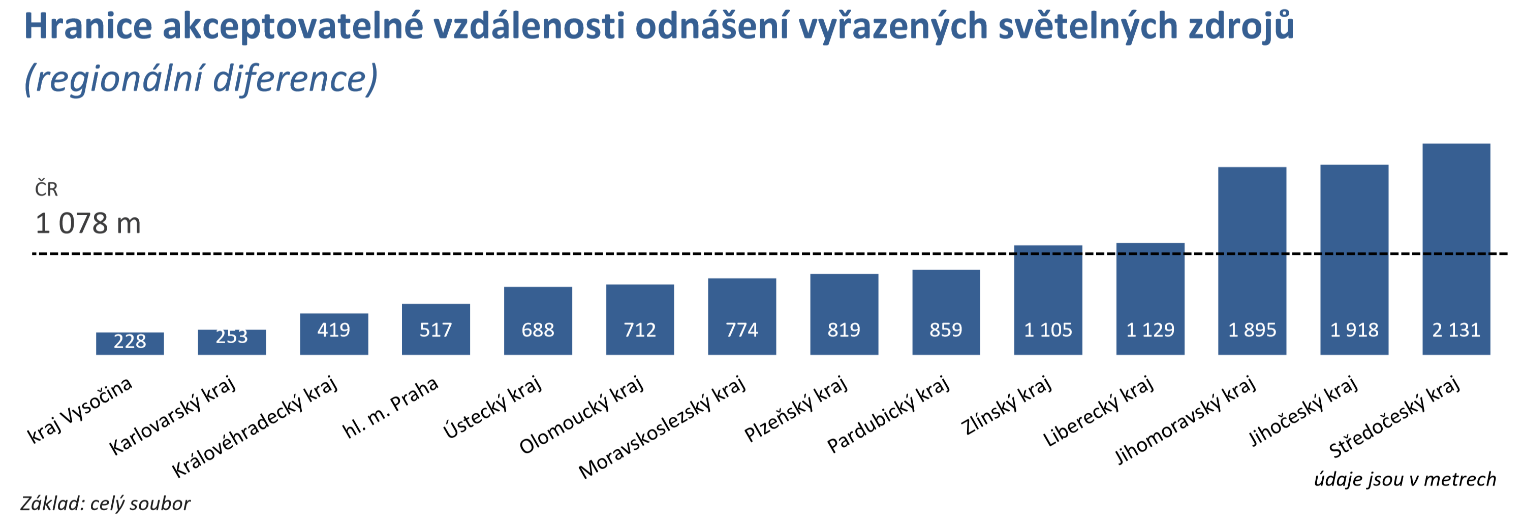 Hranice akceptovatelné vzdálenosti odnášení vyřazených světelných zdrojů
(regionální diference)
ČR
1 078 m
228
253
419
517
688
712
774
819
859
1 105
1 129
1 895
1 918
2 131
kraj Vysočina
Karlovarský kraj
Královéhradecký kraj
hl. m. Praha
Ústecký kraj
Olomoucký kraj
Moravskoslezský kraj
Plzeňský kraj
Pardubický kraj
Zlínský kraj
Liberecký kraj
Jihomoravský kraj
Jihočeský kraj
Středočeský kraj
údaje jsou v metrech
Základ: celý soubor